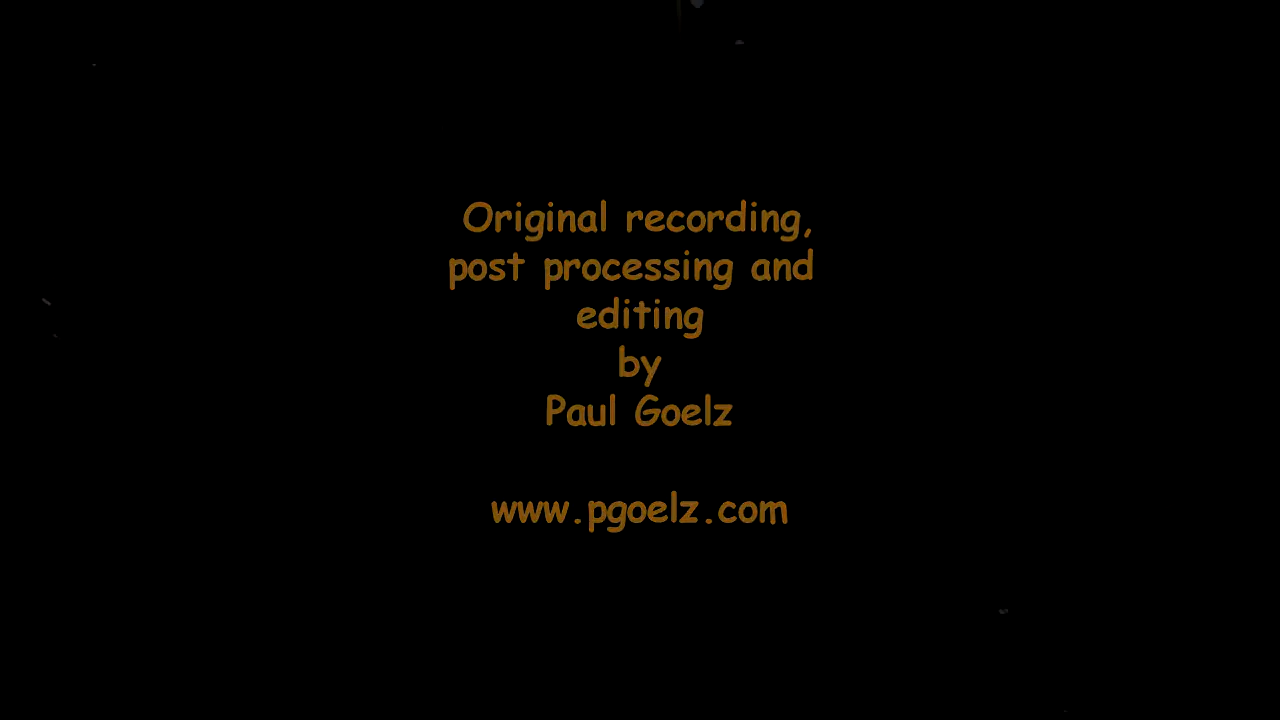 Original recording,
post processing and
editing
by
Paul Goelz
www.pgoelz.com